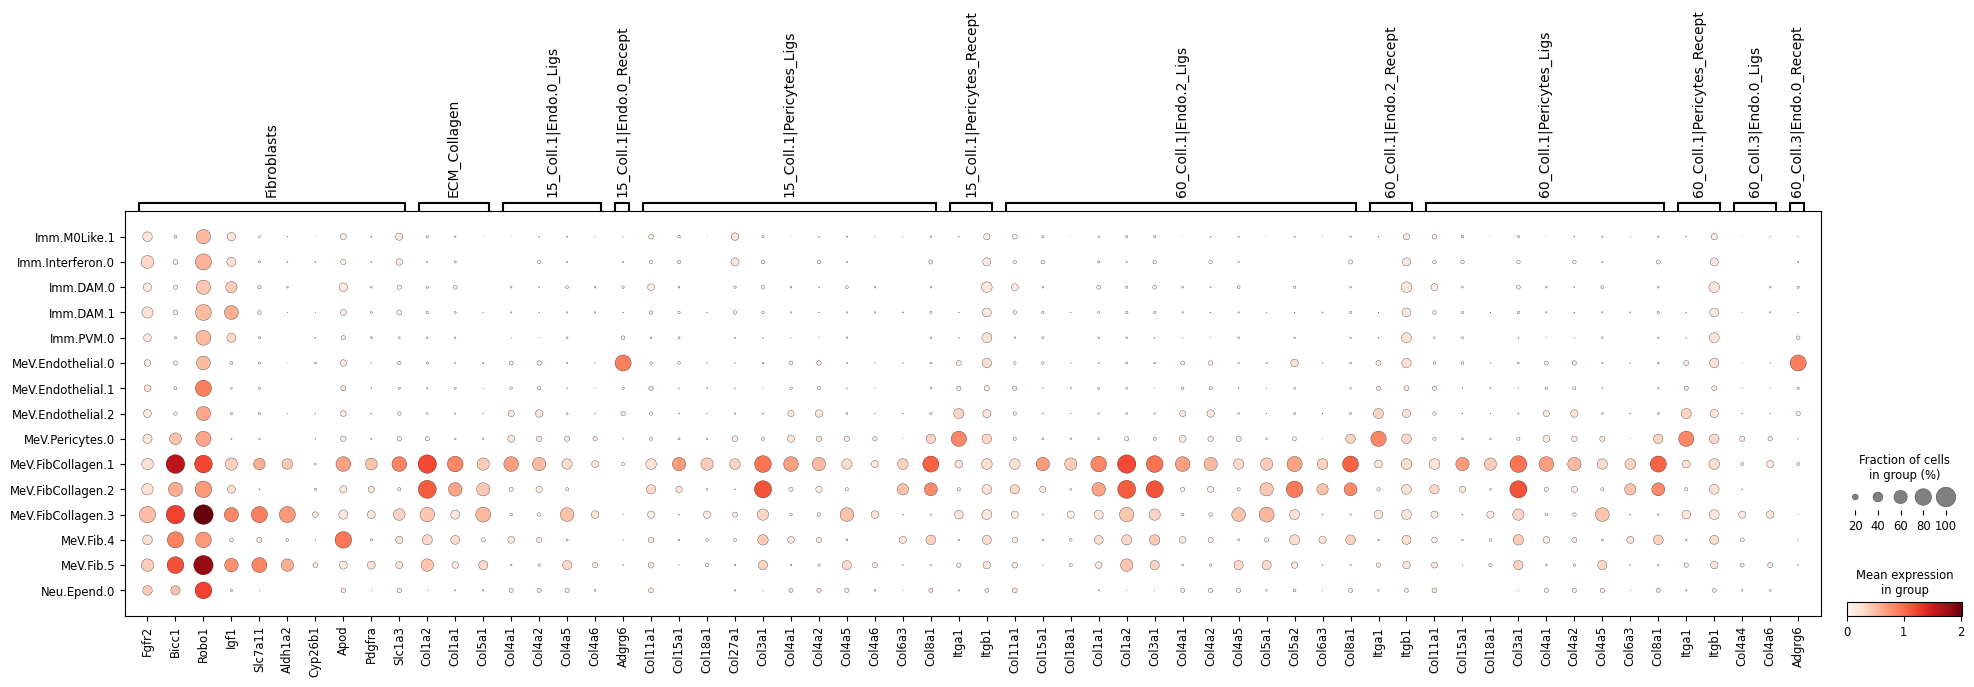 Fibroblasts
ECM_Collagen
15_Coll.1|Endo.0_Ligs
15_Coll.1|Endo.0_Recept
15_Coll.1|Pericytes_Ligs
15_Coll.1|Pericytes_Recept
60_Coll.1|Endo.2_Ligs
60_Coll.1|Endo.2_Recept
60_Coll.1|Pericytes_Ligs
60_Coll.1|Pericytes_Recept
60_Coll.3|Endo.0_Ligs
60_Coll.3|Endo.0_Recept
Imm.M0Like.1
Imm.Interferon.0
Imm.DAM.0
Imm.DAM.1
Imm.PVM.0
MeV.Endothelial.0
MeV.Endothelial.1
MeV.Endothelial.2
MeV.Pericytes.0
MeV.FibCollagen.1
MeV.FibCollagen.2
MeV.FibCollagen.3
MeV.Fib.4
MeV.Fib.5
Neu.Epend.0
Fgfr2
Bicc1
Robo1
Igf1
Slc7a11
Aldh1a2
Cyp26b1
Apod
Pdgfra
Slc1a3
Col1a2
Col1a1
Col5a1
Col4a1
Col4a2
Col4a5
Col4a6
Adgrg6
Col11a1
Col15a1
Col18a1
Col27a1
Col3a1
Col4a1
Col4a2
Col4a5
Col4a6
Col6a3
Col8a1
Itga1
Itgb1
Col11a1
Col15a1
Col18a1
Col1a1
Col1a2
Col3a1
Col4a1
Col4a2
Col4a5
Col5a1
Col5a2
Col6a3
Col8a1
Itga1
Itgb1
Col11a1
Col15a1
Col18a1
Col3a1
Col4a1
Col4a2
Col4a5
Col6a3
Col8a1
Itga1
Itgb1
Col4a4
Col4a6
Adgrg6
Fraction of cells
in group (%)
20 40 60 80 100
Mean expression
in group
0 1 2